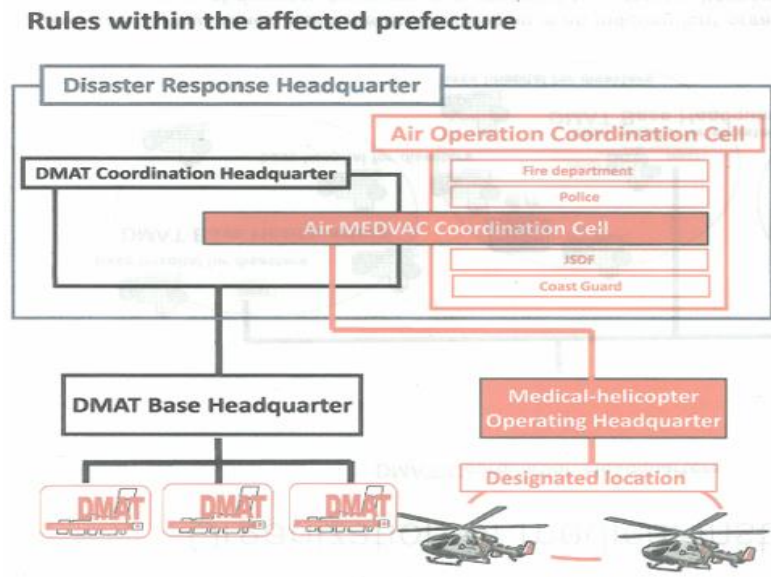 Rules within the affected prefecture
Disaster Response Headquarter
Air Operation Coordination Cell
DMAT Coordination Headquarter
Fire department
Police
Air MEDVAC Coordination Cell
JSDF
Coast Guard
DMAT Base Headquarter
Medical-helicopter
Operating Headquarter
Designated location
DMAT
DMAT
DMAT